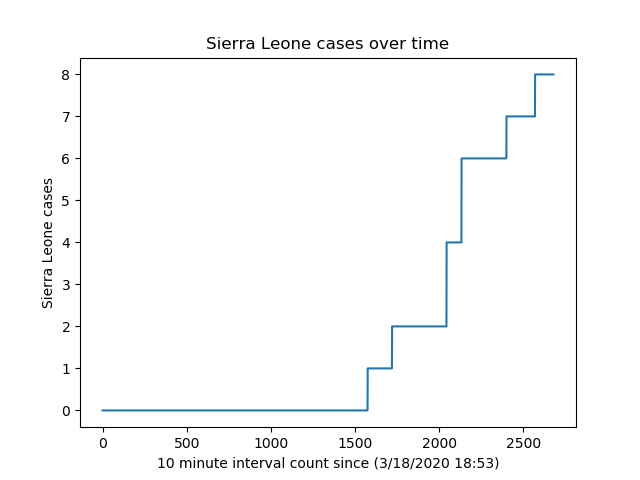 Sierra Leone cases over time
8
7
6
5
4
3
2
1
0
Sierra Leone cases
0 500 1000 1500 2000 2500
10 minute interval count since (3/18/2020 18:53)